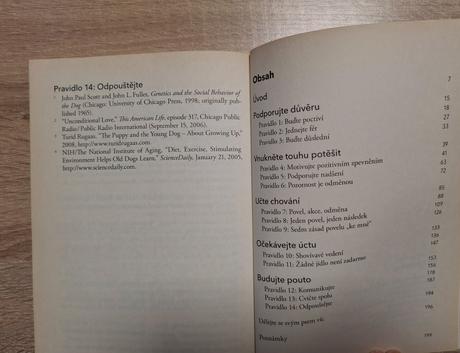 Pravidlo 14: Odpouštějte
1 John Paul Scott and John L. Fuller, Genetics and the Social Behavior of
the Dog (Chicago: University of Chicago Press, 1998; originally pub-
lished 1965).
2 "Unconditional Love," This American Life, episode 317, Chicago Public
Radio/ Public Radio International (September 15, 2006).
3 Turid Rugaas. "The Puppy and the Young Dog – About Growing Up,"
2008, http://www.turidrugaas.com.
4 NIH/The National Institute of Aging, "Diet, Exercise, Stimulating
Environment Helps Old Dogs Learn," ScienceDaily, January 21, 2005,
http://www.sciencedaily.com.
Obsah
Úvod 7
Podporujte důvěru 15
Pravidlo 1: Buďte poctiví 18
Pravidlo 2: Jednejte fér 27
Pravidlo 3: Buďte důslední 33
Vnukněte touhu potěšit 39
Pravidlo 4: Motivujte pozitivním zpevněním 41
Pravidlo 5: Podporujte nadšení 63
Pravidlo 6: Pozornost je odměnou 72
Učte chování 85
Pravidlo 7: Povel, akce, odměna 88
Pravidlo 8: Jeden povel, jeden následek 109
Pravidlo 9: Sedm zásad povelu „ke mně“ 126
Očekávejte úctu 133
Pravidlo 10: Shovívavé vedení 136
Pravidlo 11: Žádné jídlo není zadarmo 147
Budujte pouto 153
Pravidlo 12: Komunikujte 156
Pravidlo 13: Cvičte spolu 178
Pravidlo 14: Odpouštějte 187
194
Poznámky 196
199